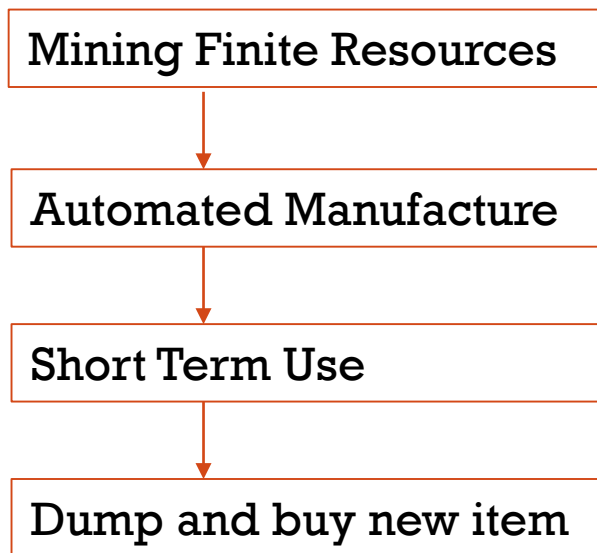 Mining Finite Resources
Automated Manufacture
Short Term Use
Dump and buy new item